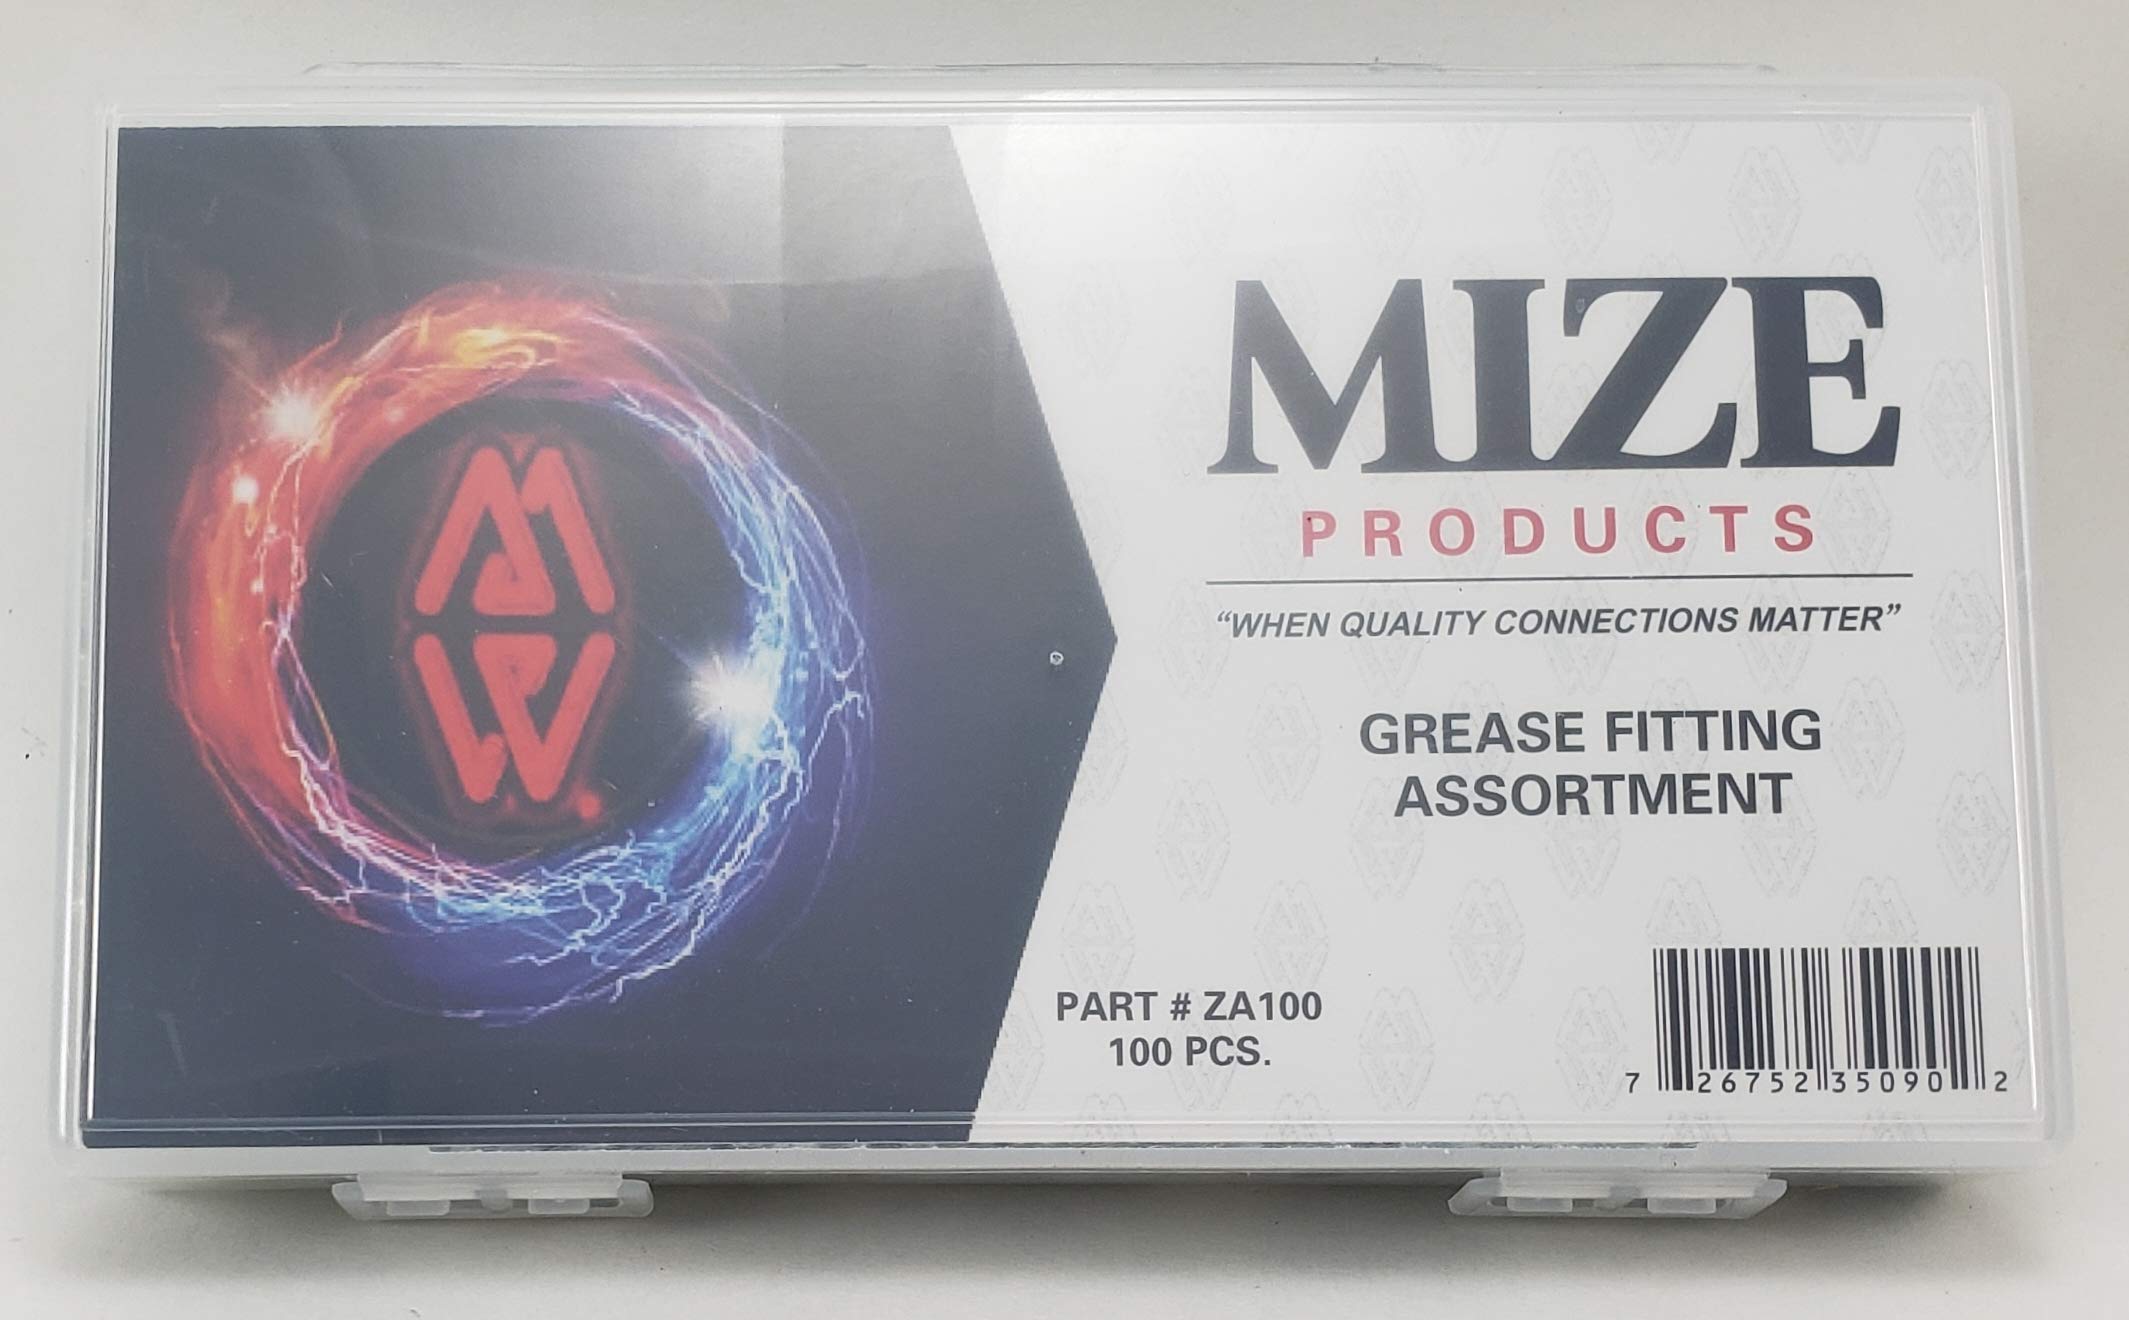 MIZE
PRODUCTS
“WHEN QUALITY CONNECTIONS MATTER”
GREASE FITTING
ASSORTMENT
PART # ZA100
100 PCS.
7 26752 35090 2